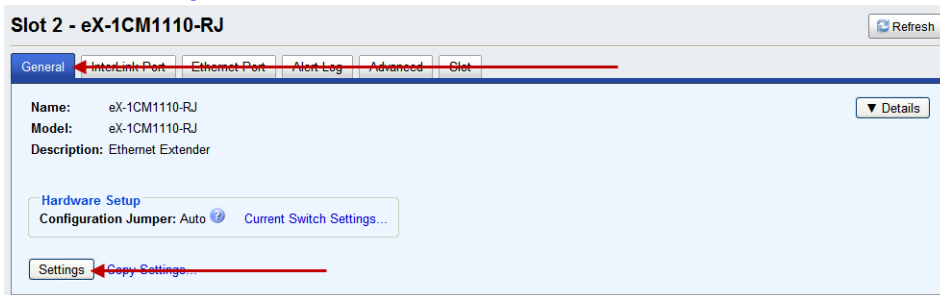 Slot 2 - eX-1CM1110-RJ
Refresh
General InterLink Port Ethernet Port Alert Log Advanced Slot
Name: eX-1CM1110-RJ
▼ Details
Model: eX-1CM1110-RJ
Description: Ethernet Extender
Hardware Setup
Configuration Jumper: Auto ? Current Switch Settings...
Settings Copy Settings...